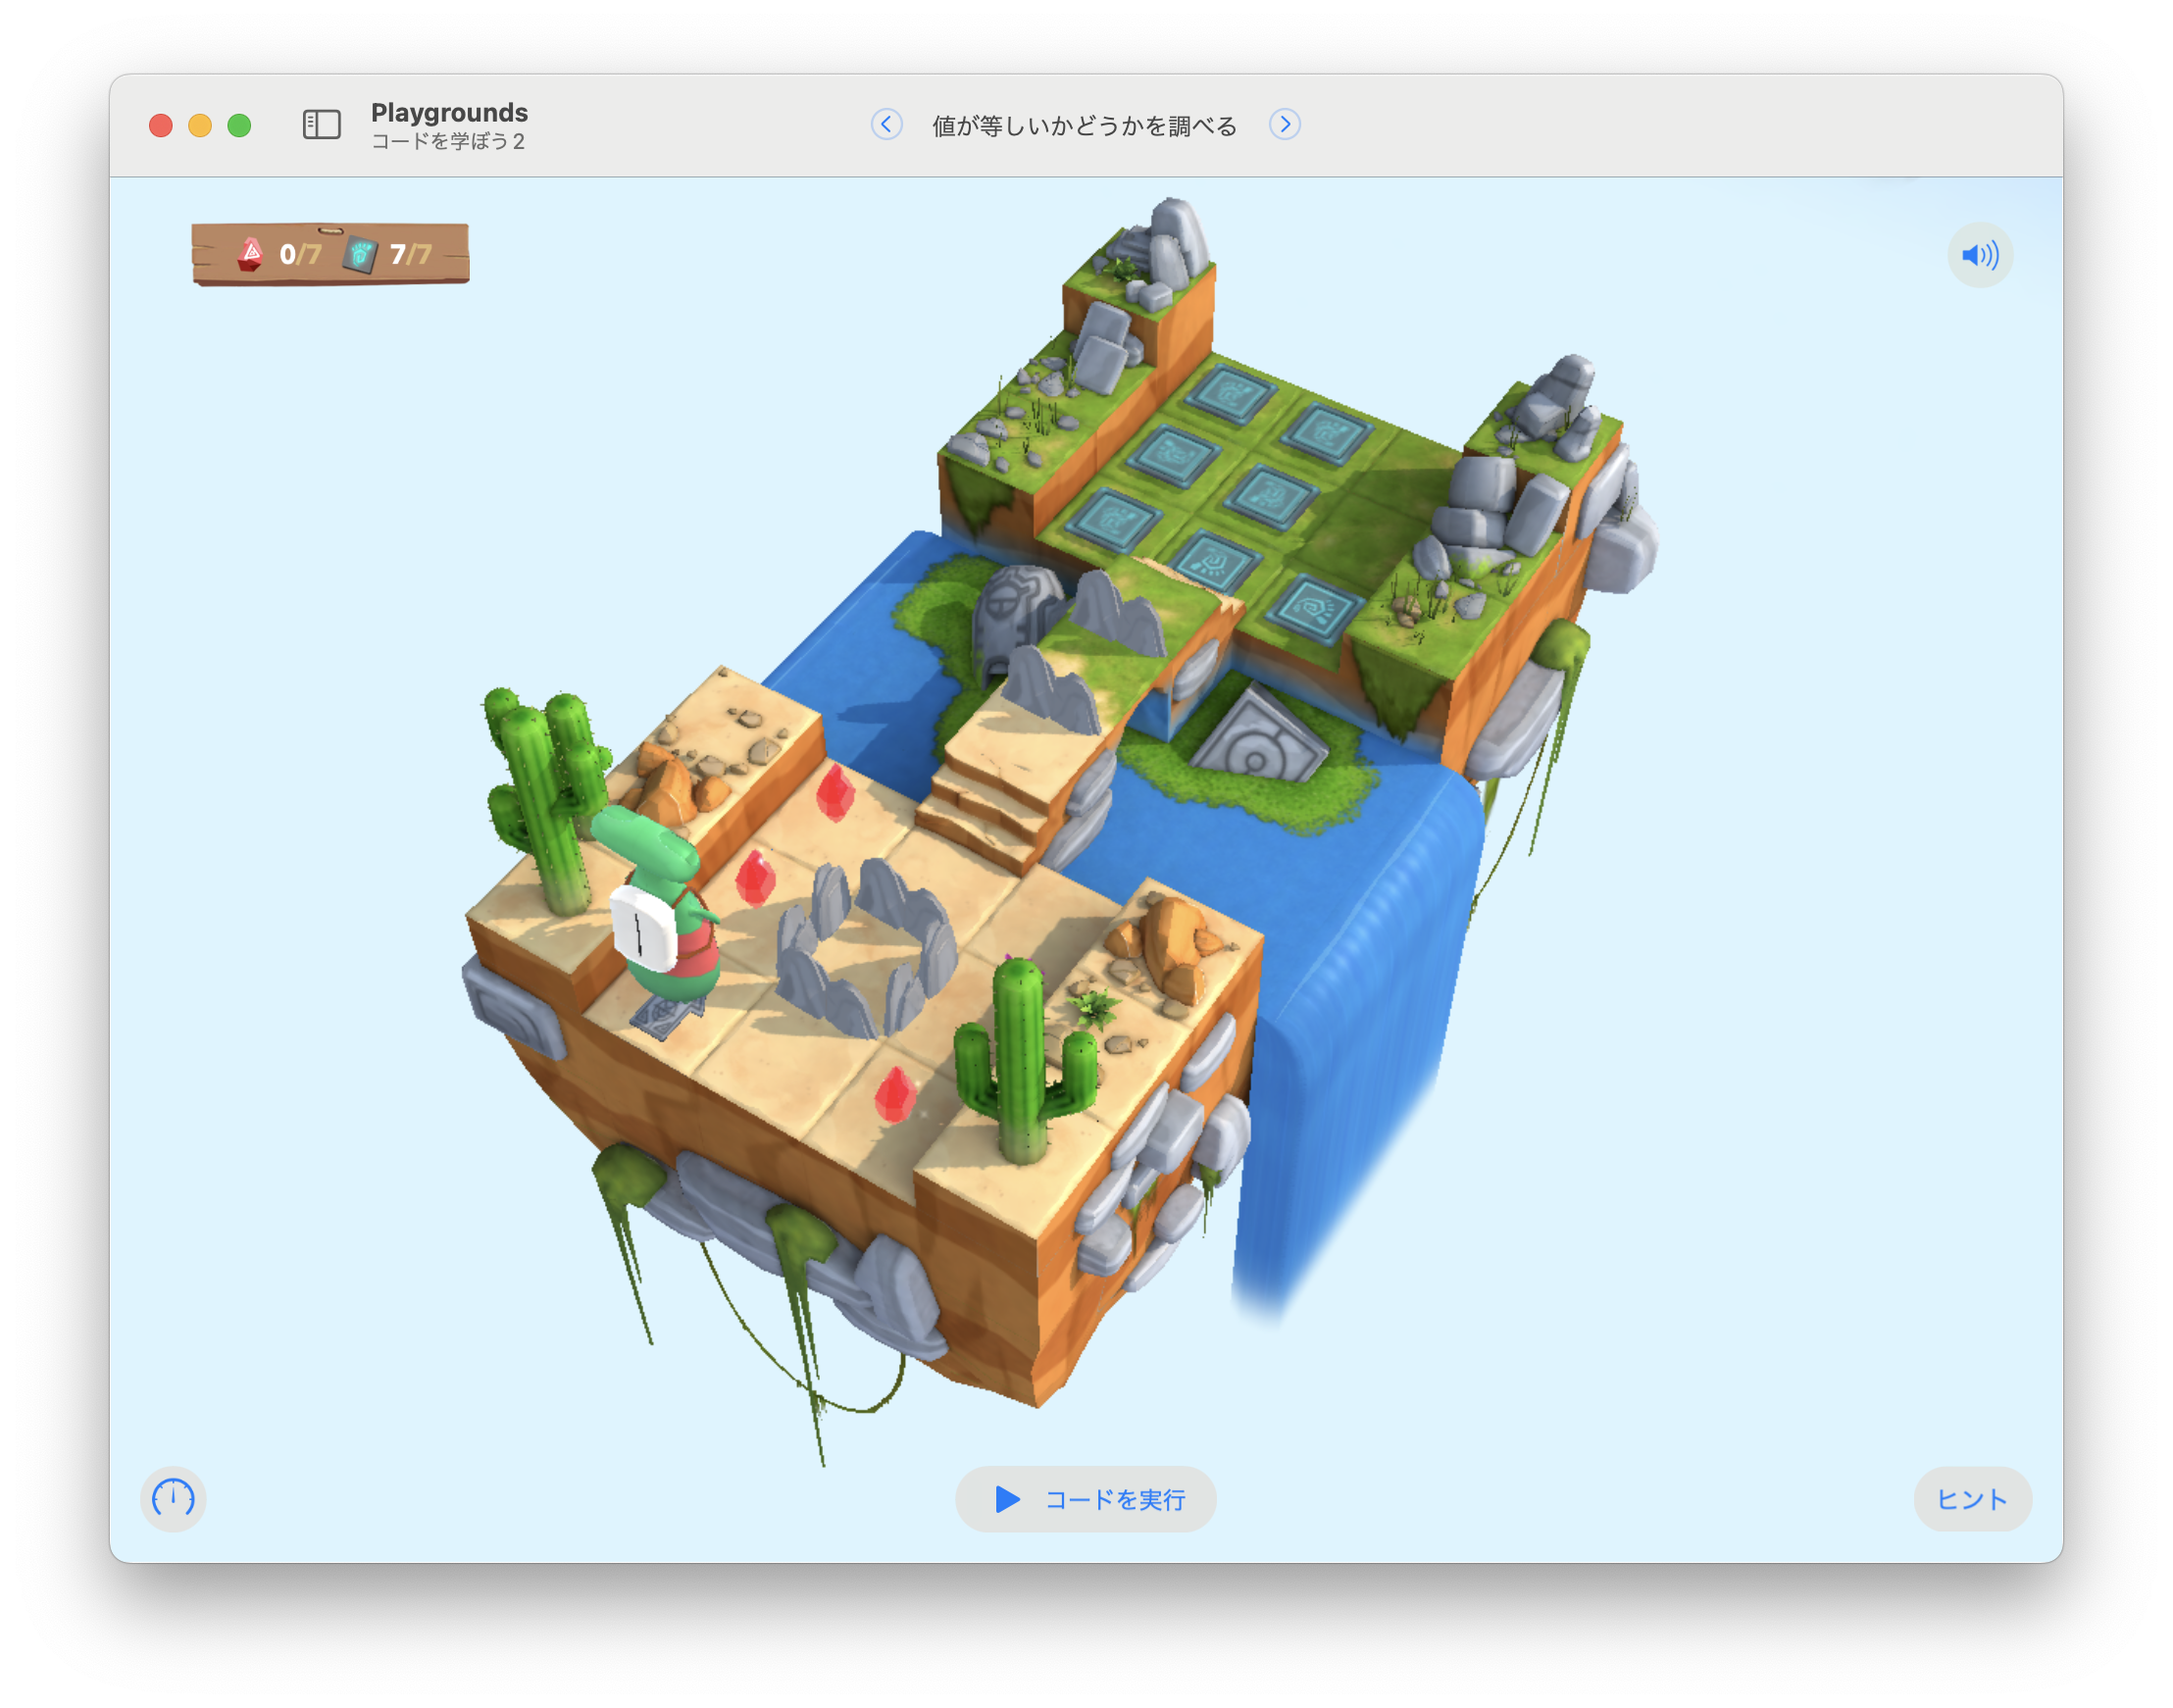 Playgrounds
コードを学ぼう 2
値が等しいかどうかを調べる
0/7 7/7
コードを実行
ヒント